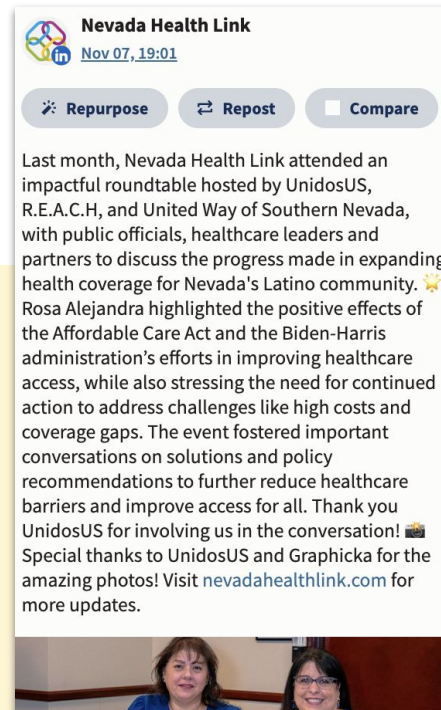 Nevada Health Link
in
Nov 07, 19:01
Repurpose
Repost
Compare
Last month, Nevada Health Link attended an
impactful roundtable hosted by UnidosUS,
R.E.A.C.H, and United Way of Southern Nevada,
with public officials, healthcare leaders and
partners to discuss the progress made in expanding
health coverage for Nevada's Latino community. 🌟
Rosa Alejandra highlighted the positive effects of
the Affordable Care Act and the Biden-Harris
administration’s efforts in improving healthcare
access, while also stressing the need for continued
action to address challenges like high costs and
coverage gaps. The event fostered important
conversations on solutions and policy
recommendations to further reduce healthcare
barriers and improve access for all. Thank you
UnidosUS for involving us in the conversation! 📸
Special thanks to UnidosUS and Graphicka for the
amazing photos! Visit nevadahealthlink.com for
more updates.